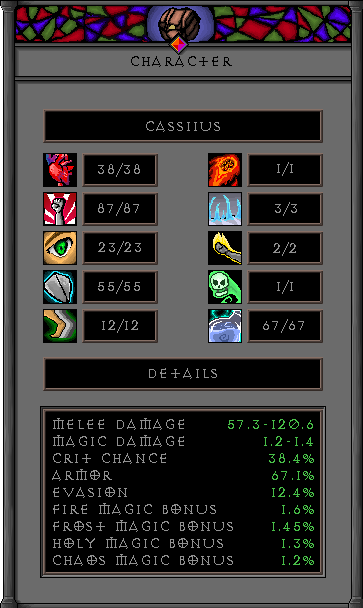 CHARACTER
CASSIIUS
38/38 1/1
87/87 3/3
23/23 2/2
55/55 1/1
12/12 67/67
DETAILS
MELEE DAMAGE 57.3-120.6
MAGIC DAMAGE 1.2-1.4
CRIT CHANCE 38.4%
ARMOR 67.1%
EVASION 12.4%
FIRE MAGIC BONUS 1.6%
FROST MAGIC BONUS 1.45%
HOLY MAGIC BONUS 1.3%
CHAOS MAGIC BONUS 1.2%